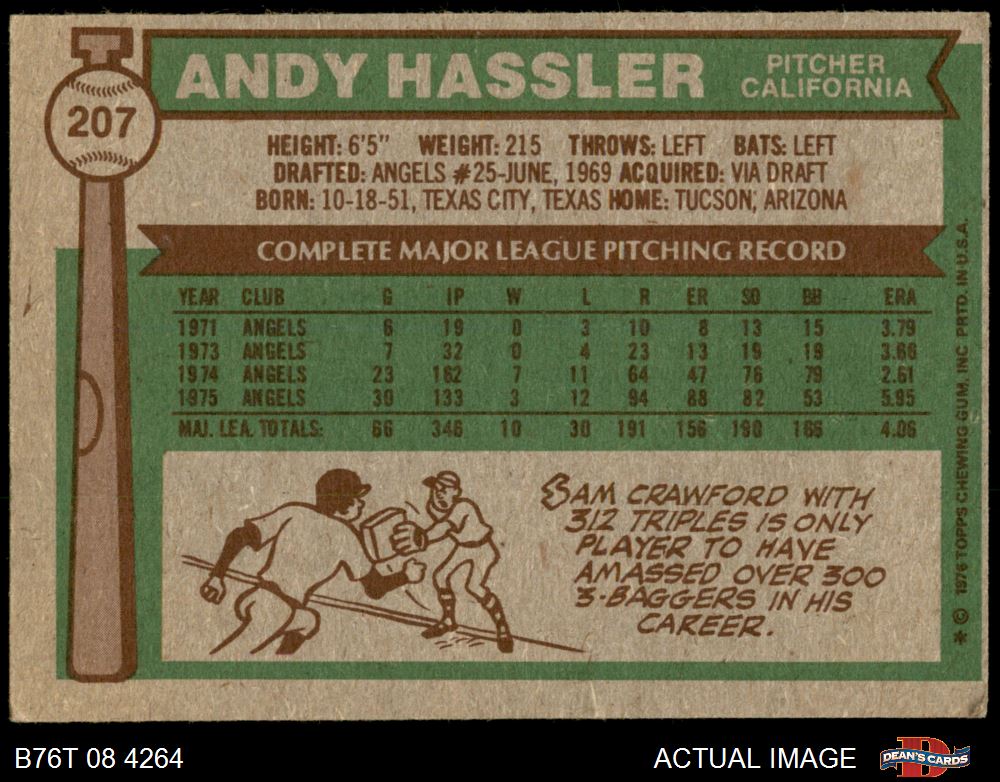 207
ANDY HASSLER
PITCHER
CALIFORNIA
HEIGHT: 6'5" WEIGHT: 215 THROWS: LEFT BATS: LEFT
DRAFTED: ANGELS #25-JUNE, 1969 ACQUIRED: VIA DRAFT
BORN: 10-18-51, TEXAS CITY, TEXAS HOME: TUCSON, ARIZONA
COMPLETE MAJOR LEAGUE PITCHING RECORD
YEAR CLUB G IP W L R ER SO BB ERA
1971 ANGELS 6 19 0 3 10 8 13 15 3.79
1973 ANGELS 7 32 0 4 23 13 19 19 3.66
1974 ANGELS 23 162 7 11 64 47 76 79 2.61
1975 ANGELS 30 133 3 12 94 88 82 53 5.95
MAJ. LEA. TOTALS: 66 346 10 30 191 156 190 166 4.06
SAM CRAWFORD WITH
312 TRIPLES IS ONLY
PLAYER TO HAVE
AMASSED OVER 300
3-BAGGERS IN HIS
CAREER.
* © 1976 TOPPS CHEWING GUM, INC. PRTD. IN U.S.A.
B76T 08 4264
ACTUAL IMAGE
D
DEAN'S CARDS